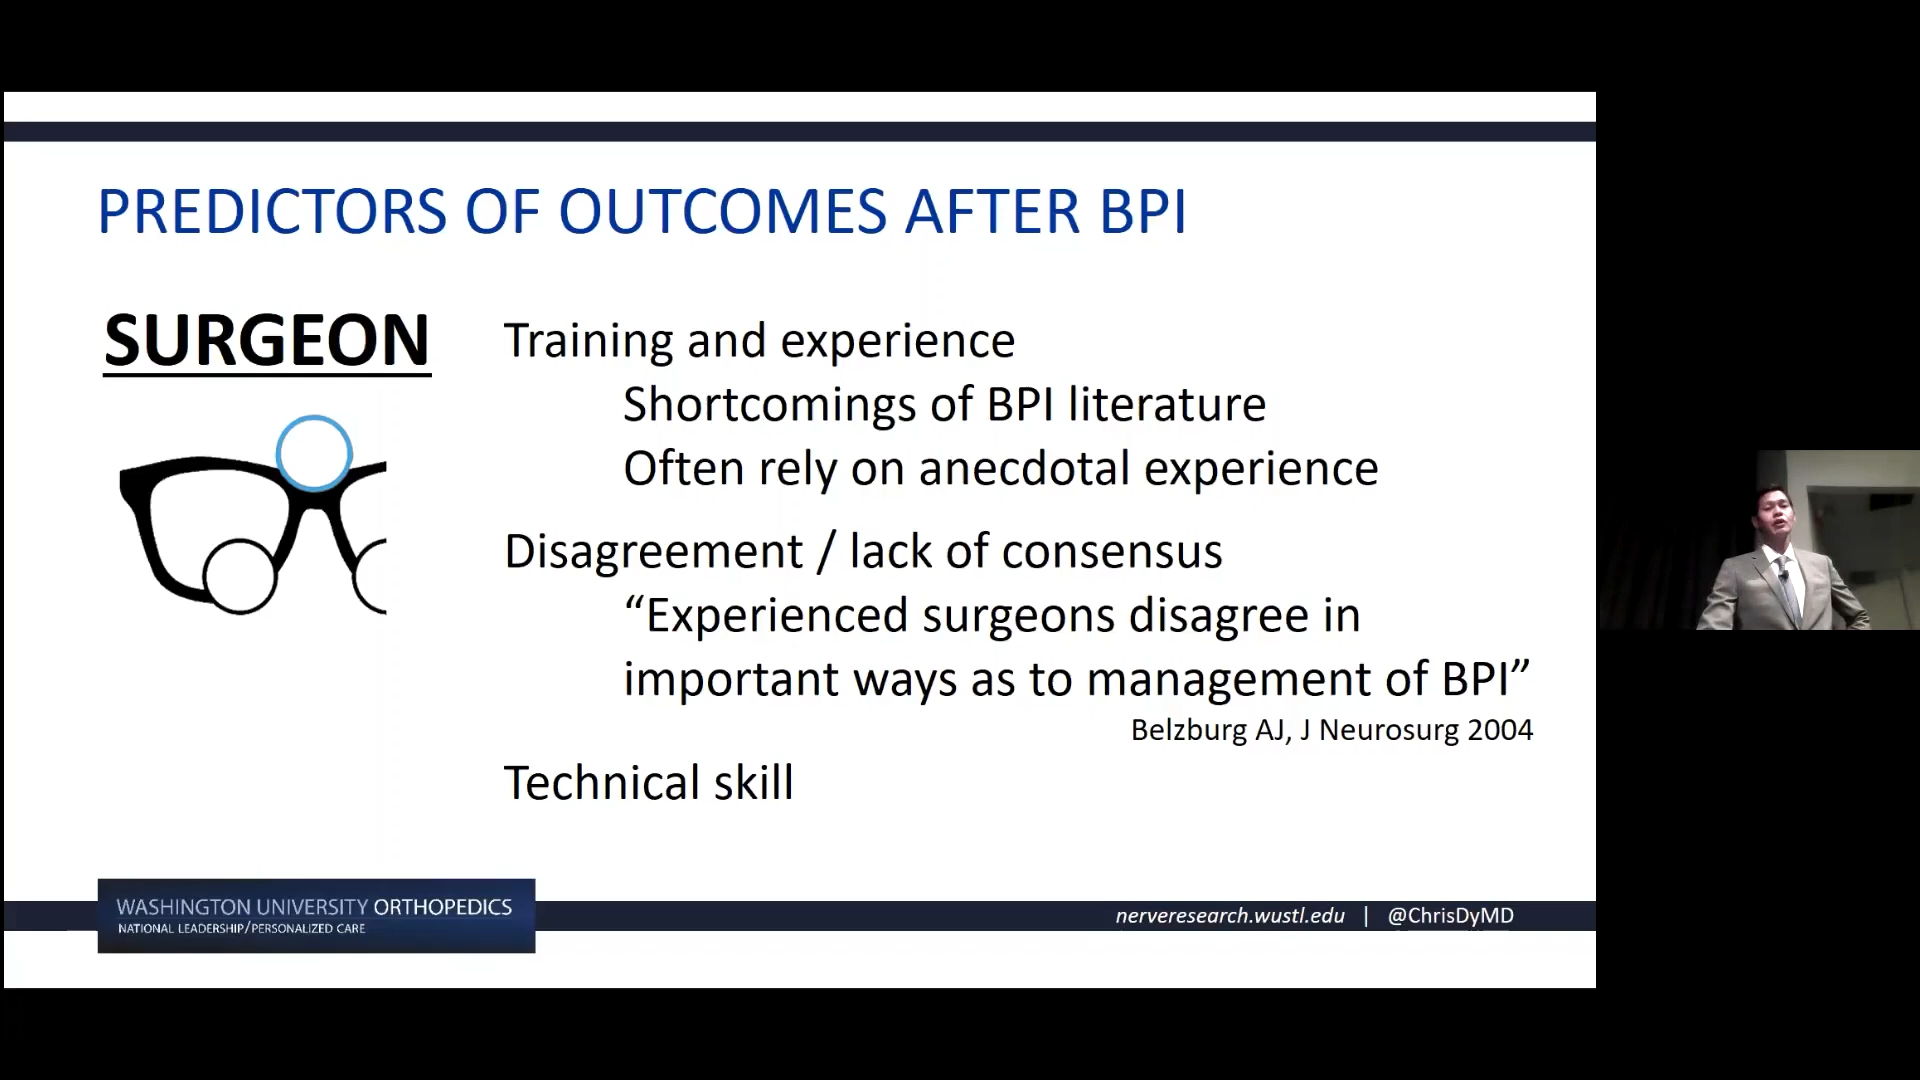 PREDICTORS OF OUTCOMES AFTER BPI
SURGEON
Training and experience
Shortcomings of BPI literature
Often rely on anecdotal experience
Disagreement / lack of consensus
“Experienced surgeons disagree in
important ways as to management of BPI”
Belzburg AJ, J Neurosurg 2004
Technical skill
WASHINGTON UNIVERSITY ORTHOPEDICS
NATIONAL LEADERSHIP/PERSONALIZED CARE
nerveresearch.wustl.edu | @ChrisDyMD